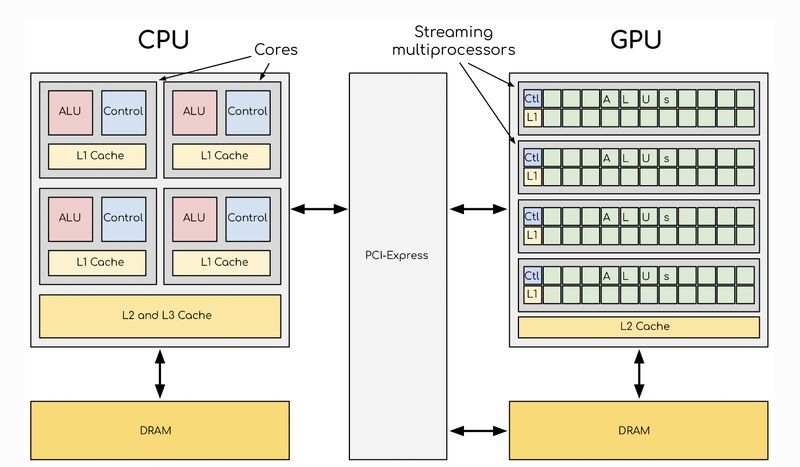 CPU
Cores
Streaming
multiprocessors
GPU
ALU Control
L1 Cache
ALU Control
L1 Cache
ALU Control
L1 Cache
ALU Control
L1 Cache
L2 and L3 Cache
DRAM
PCI-Express
Ctl A L U s
L1
Ctl A L U s
L1
Ctl A L U s
L1
Ctl A L U s
L1
L2 Cache
DRAM